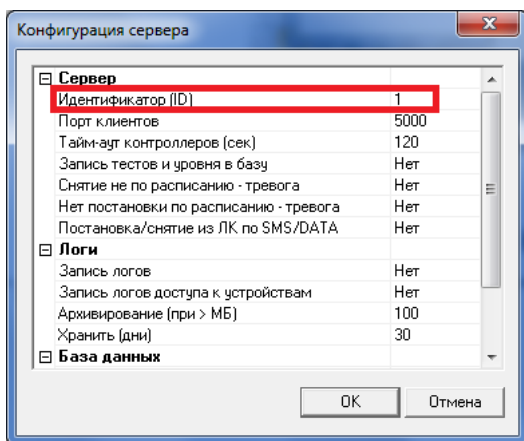 Конфигурация сервера
Сервер
Идентификатор (ID) 1
Порт клиентов 5000
Тайм-аут контроллеров (сек) 120
Запись тестов и уровня в базу Нет
Снятие не по расписанию - тревога Нет
Нет постановки по расписанию - тревога Нет
Постановка/снятие из ЛК по SMS/DATA Нет
Логи
Запись логов Нет
Запись логов доступа к устройствам Нет
Архивирование (при > МБ) 100
Хранить (дни) 30
База данных
OK Отмена